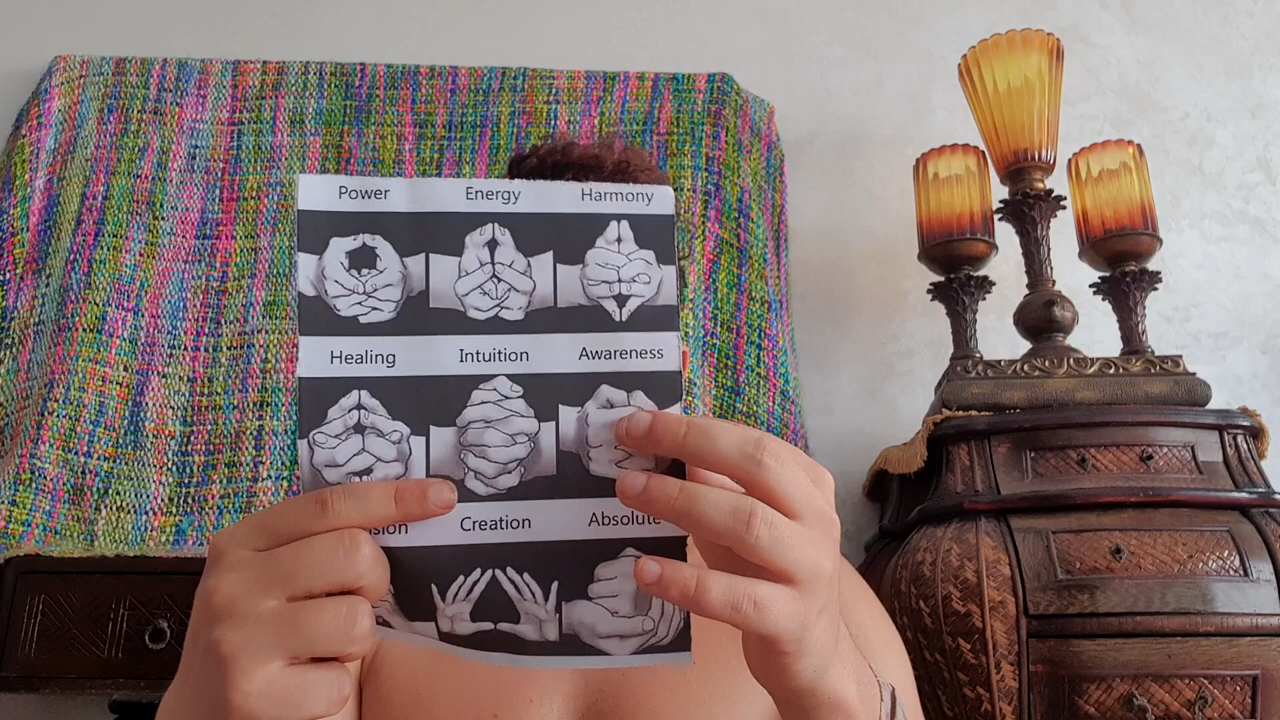 Power Energy Harmony
Healing Intuition Awareness
Creation Absolute